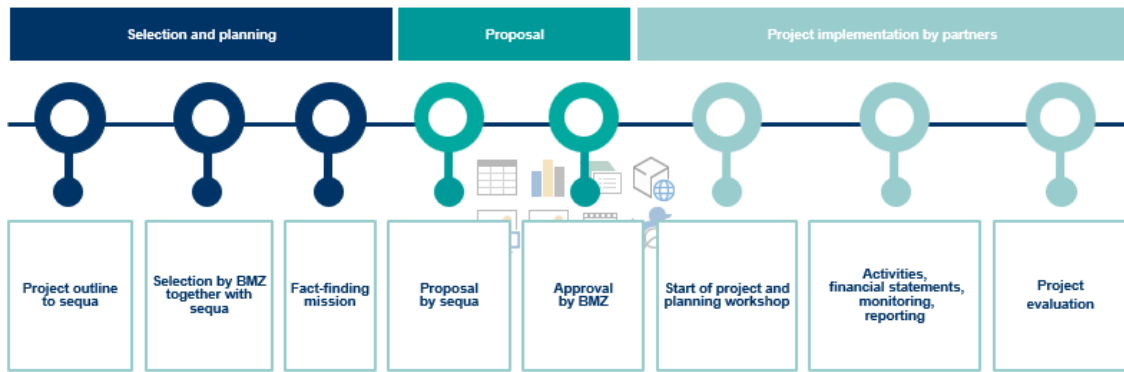 Selection and planning
Proposal
Project implementation by partners
Project outline
to sequa
Selection by BMZ
together with
sequa
Fact-finding
mission
Proposal
by sequa
Approval
by BMZ
Start of project and
planning workshop
Activities,
financial statements,
monitoring,
reporting
Project
evaluation